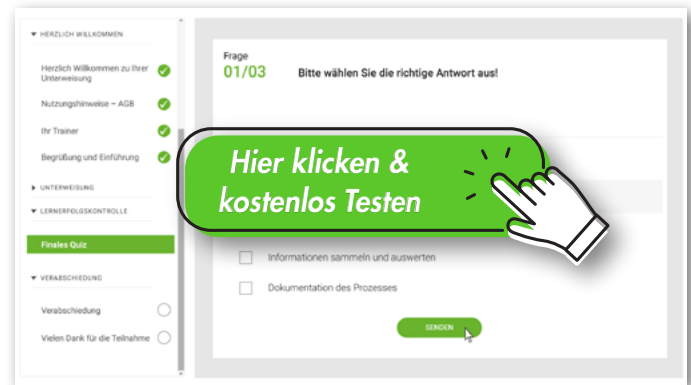 HERZLICH WILLKOMMEN
Herzlich Willkommen zu Ihrer
Unterweisung
Nutzungshinweise – AGB
Ihr Trainer
Begrüßung und Einführung
UNTERWEISUNG
LERNERFOLGSKONTROLLE
Finales Quiz
VERABSCHIEDUNG
Verabschiedung
Vielen Dank für die Teilnahme
Frage
01/03
Bitte wählen Sie die richtige Antwort aus!
Hier klicken &
kostenlos Testen
Informationen sammeln und auswerten
Dokumentation des Prozesses
SENDEN